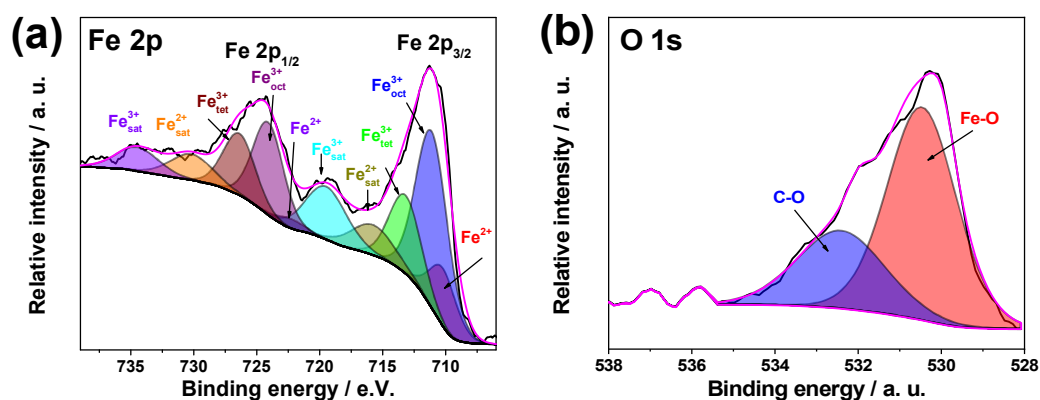 (a)
Fe 2p
Fe 2p1/2
Fe 2p3/2
Fe3+oct
Fe3+oct
Fe3+tet
Fe2+
Fe3+tet
Fe3+sat
Fe2+sat
Fe3+sat
Fe2+sat
Fe2+
Relative intensity / a. u.
735 730 725 720 715 710
Binding energy / e.V.
(b)
O 1s
Fe-O
C-O
Relative intensity / a. u.
538 536 534 532 530 528
Binding energy / a. u.